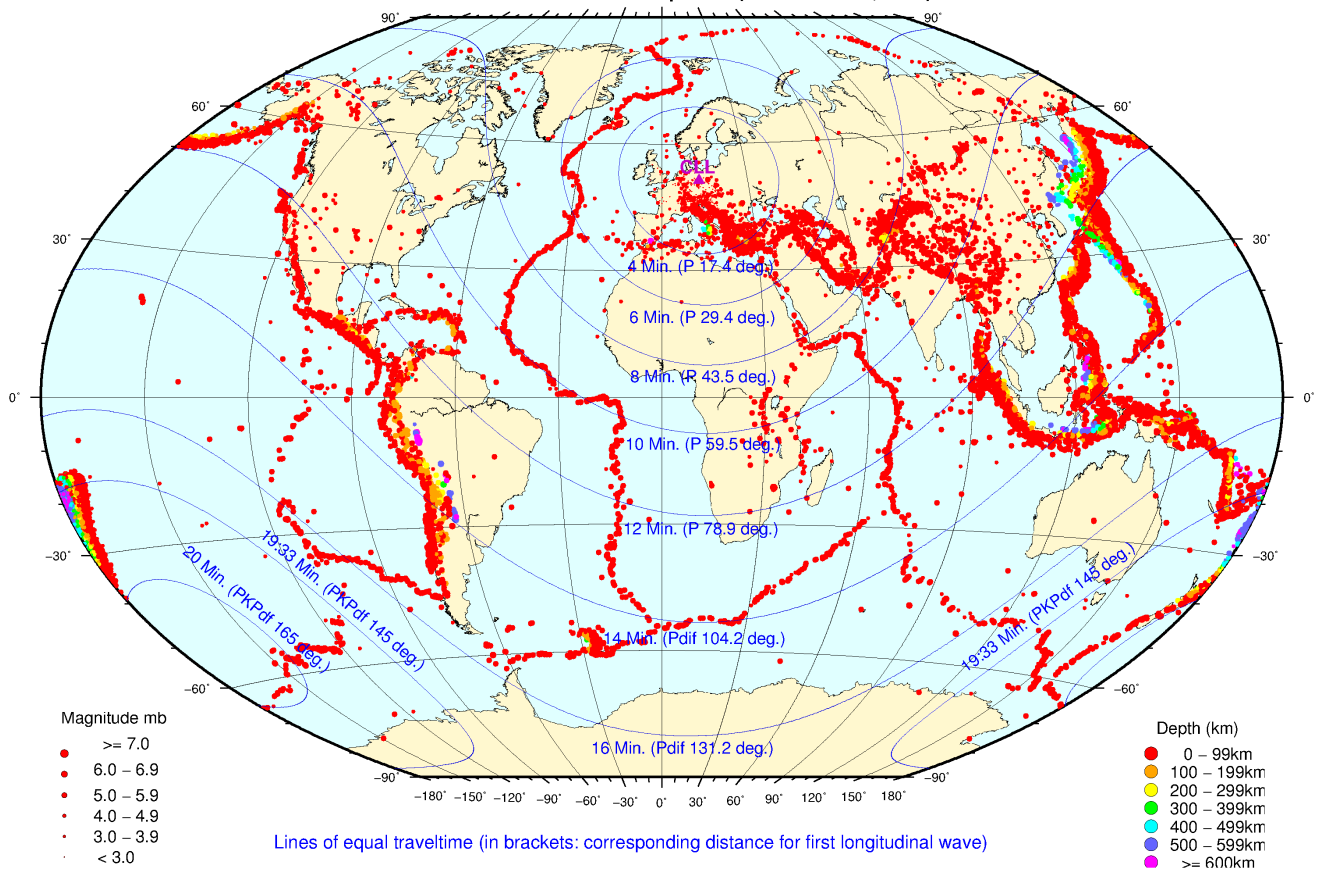 90°
90°
60°
60°
CLL
30°
30°
4 Min. (P 17.4 deg.)
6 Min. (P 29.4 deg.)
8 Min. (P 43.5 deg.)
0°
0°
10 Min. (P 59.5 deg.)
12 Min. (P 78.9 deg.)
19:33 Min. (PKPdf 145 deg.)
20 Min. (PKPdf 165 deg.)
19:33 Min. (PKPdf 145 deg.)
−30°
−30°
14 Min. (Pdif 104.2 deg.)
−60°
−60°
16 Min. (Pdif 131.2 deg.)
−90°
−90°
−180° −150° −120° −90° −60° −30° 0° 30° 60° 90° 120° 150° 180°
Magnitude mb
>= 7.0
6.0 − 6.9
5.0 − 5.9
4.0 − 4.9
3.0 − 3.9
< 3.0
Depth (km)
0 − 99km
100 − 199km
200 − 299km
300 − 399km
400 − 499km
500 − 599km
>= 600km
Lines of equal traveltime (in brackets: corresponding distance for first longitudinal wave)